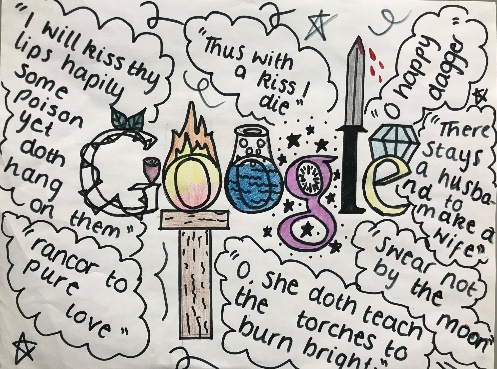 "I will kiss thy
lips hapily
some
poison
yet
doth
hang
on them"
"Thus with
a kiss I
die"
"O happy
dagger"
"There
stays
a husba-
nd to
make a
wife"
Google
"rancor to
pure
love"
"O she doth teach
the torches to
burn bright"
"swear not
by the
moon"